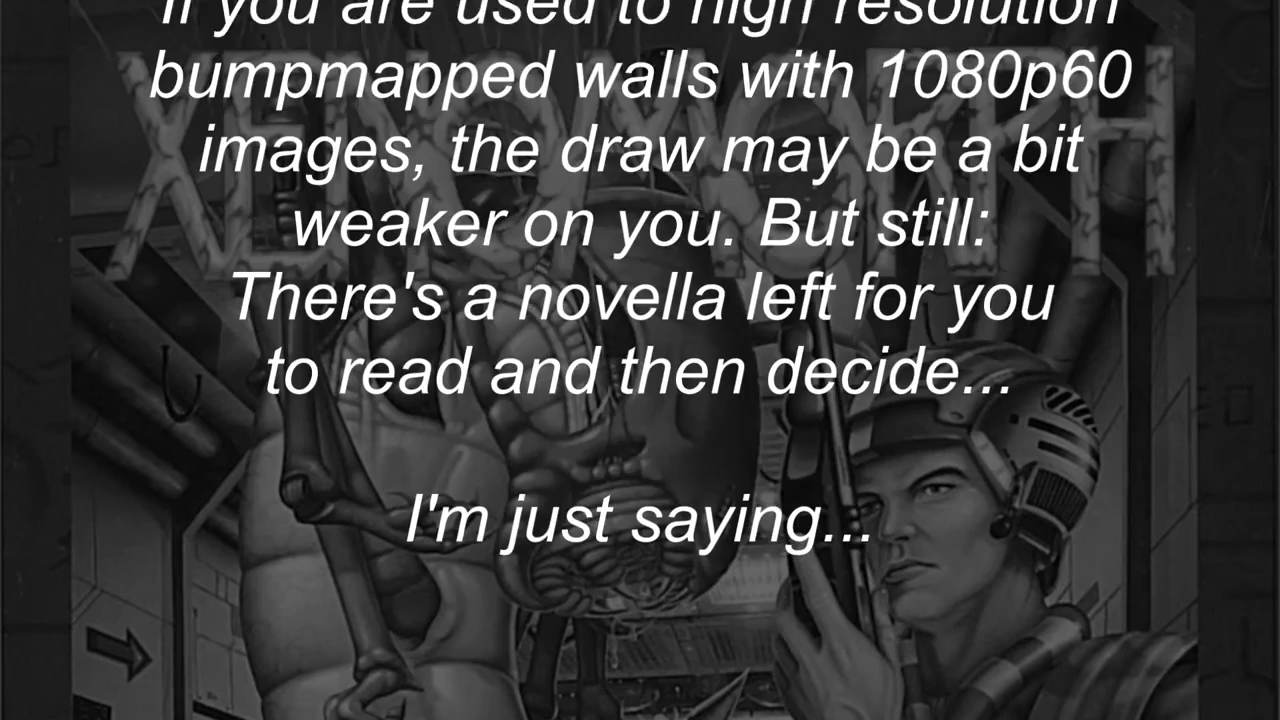 If you are used to high resolution
bumpmapped walls with 1080p60
images, the draw may be a bit
weaker on you. But still:
There's a novella left for you
to read and then decide...
I'm just saying...
XENOMORPH